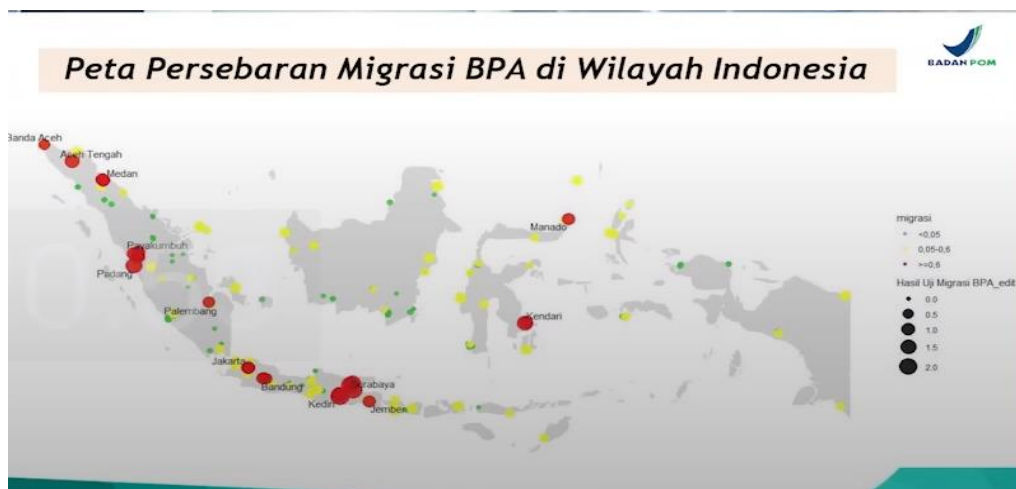 Peta Persebaran Migrasi BPA di Wilayah Indonesia
BADAN POM
Banda Aceh
Aceh Tengah
Medan
Payakumbuh
Padang
Palembang
Jakarta
Bandung
Kediri
Surabaya
Jember
Manado
Kendari
migrasi
<0,05
0,05-0,6
>=0,6
Hasil Uji Migrasi BPA_edit
0.0
0.5
1.0
1.5
2.0